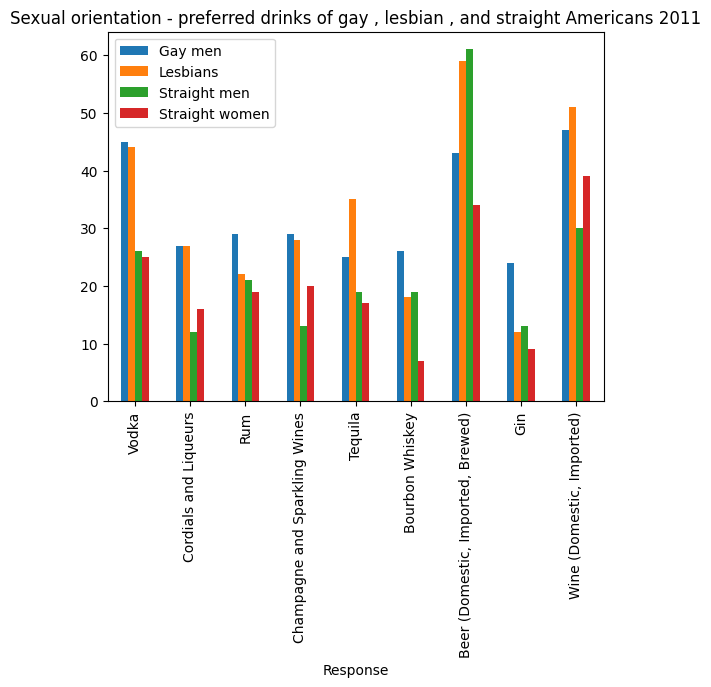 Sexual orientation - preferred drinks of gay , lesbian , and straight Americans 2011
Gay men
Lesbians
Straight men
Straight women
60
50
40
30
20
10
0
Vodka
Cordials and Liqueurs
Rum
Champagne and Sparkling Wines
Tequila
Bourbon Whiskey
Beer (Domestic, Imported, Brewed)
Gin
Wine (Domestic, Imported)
Response